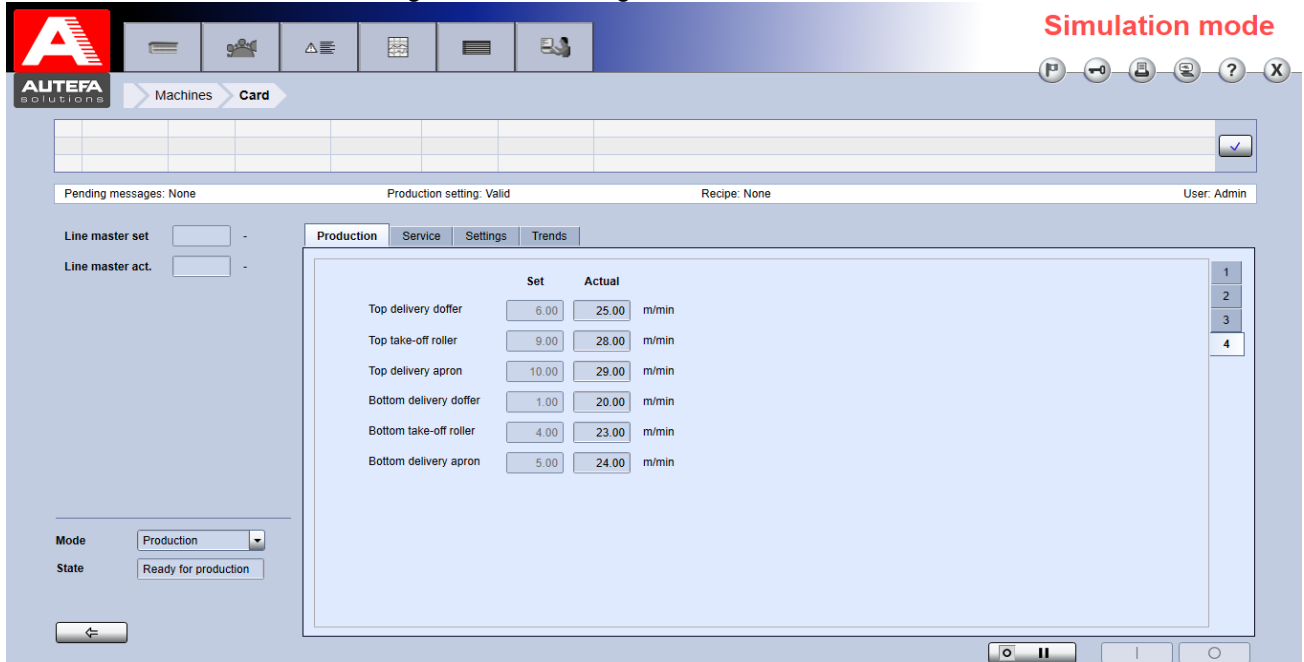 Simulation mode
AUTEFA
solutions
Machines Card
Pending messages: None Production setting: Valid Recipe: None User: Admin
Line master set -
Line master act. -
Production Service Settings Trends
Set Actual
Top delivery doffer 6.00 25.00 m/min
Top take-off roller 9.00 28.00 m/min
Top delivery apron 10.00 29.00 m/min
Bottom delivery doffer 1.00 20.00 m/min
Bottom take-off roller 4.00 23.00 m/min
Bottom delivery apron 5.00 24.00 m/min
1
2
3
4
Mode Production
State Ready for production